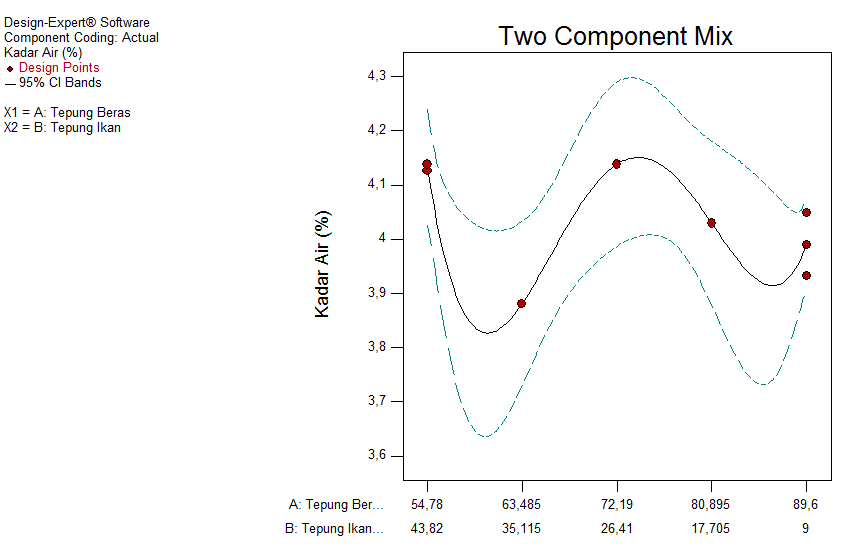 Design-Expert® Software
Component Coding: Actual
Kadar Air (%)
Design Points
95% CI Bands
X1 = A: Tepung Beras
X2 = B: Tepung Ikan
Two Component Mix
Kadar Air (%)
4,3
4,2
4,1
4
3,9
3,8
3,7
3,6
A: Tepung Ber... 54,78 63,485 72,19 80,895 89,6
B: Tepung Ikan... 43,82 35,115 26,41 17,705 9